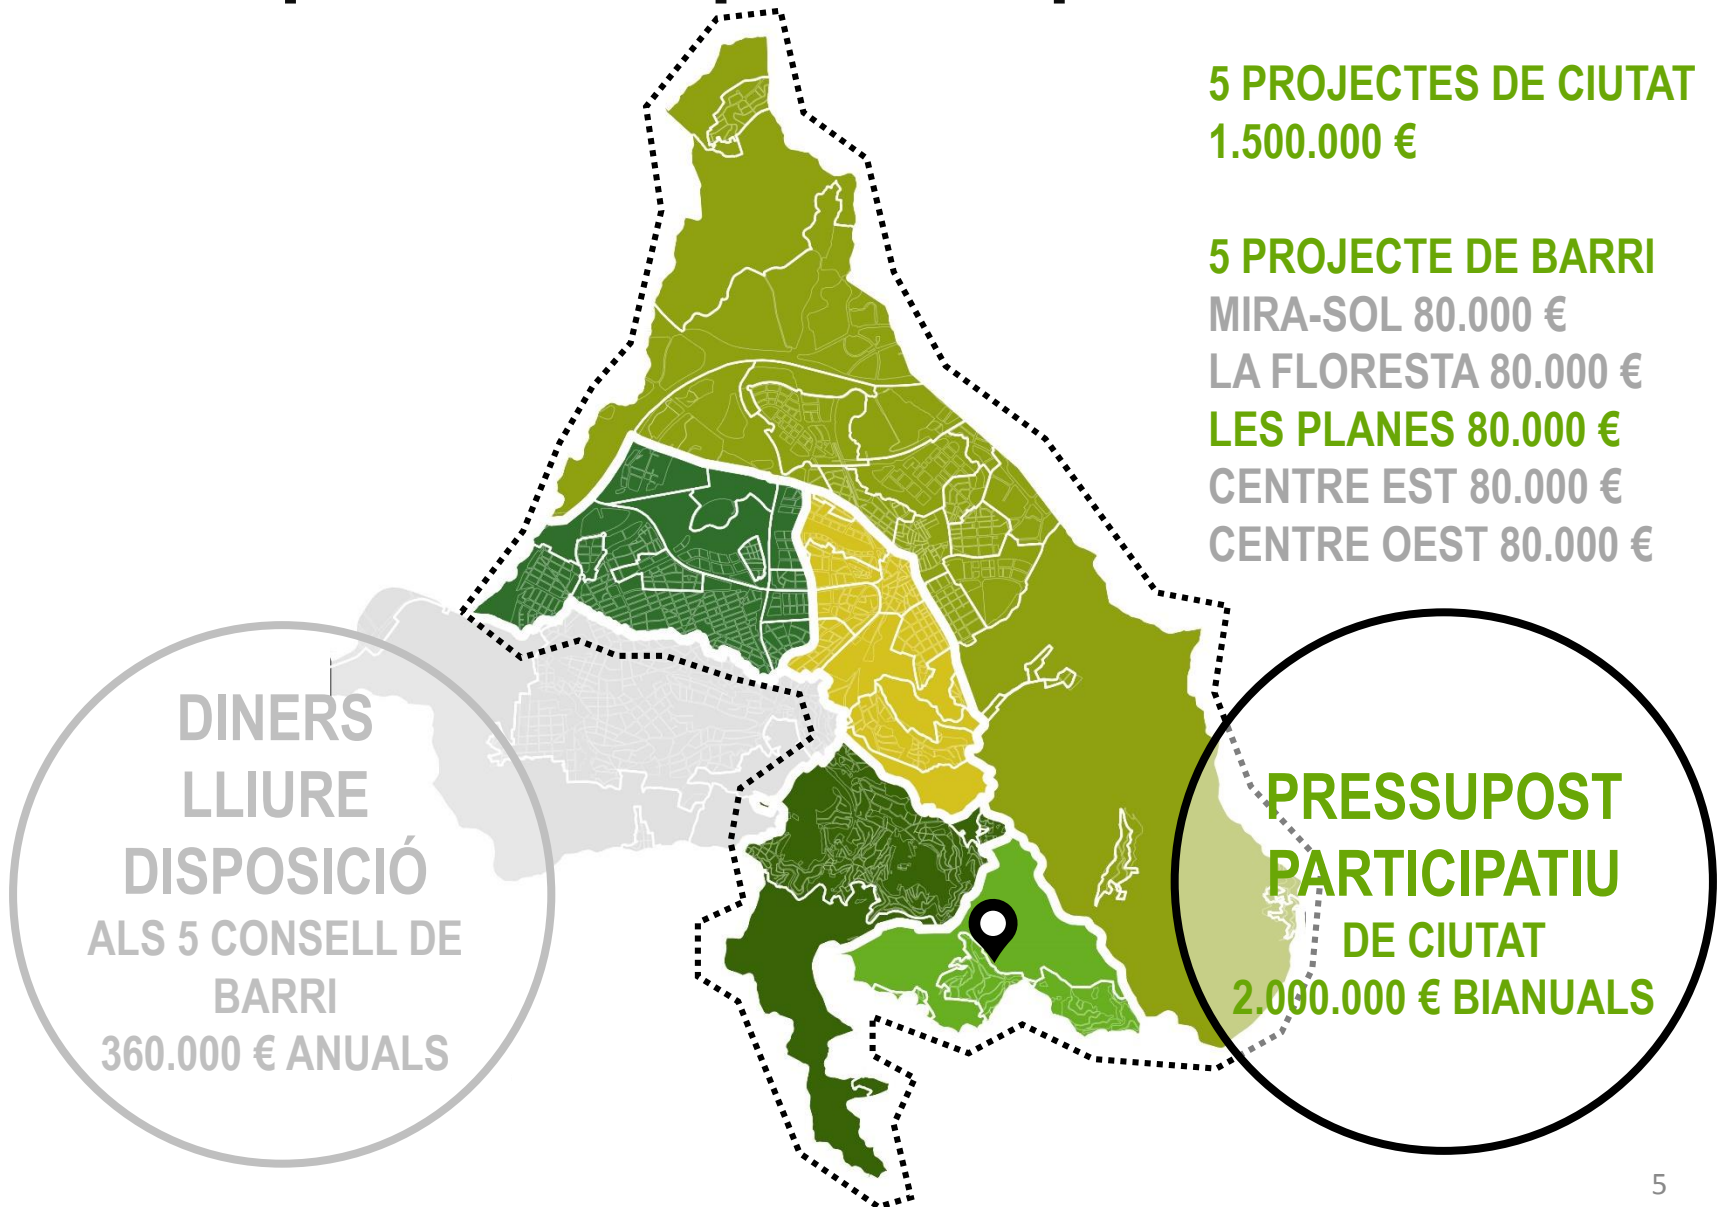 5 PROJECTES DE CIUTAT
1.500.000 €
5 PROJECTE DE BARRI
MIRA-SOL 80.000 €
LA FLORESTA 80.000 €
LES PLANES 80.000 €
CENTRE EST 80.000 €
CENTRE OEST 80.000 €
DINERS
LLIURE
DISPOSICIÓ
ALS 5 CONSELL DE
BARRI
360.000 € ANUALS
PRESSUPOST
PARTICIPATIU
DE CIUTAT
2.000.000 € BIANUALS
5